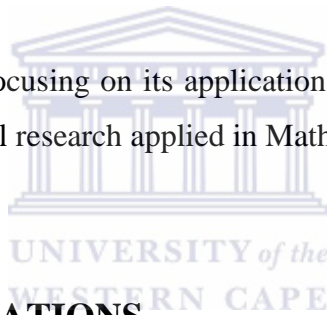 ocusing on its application
l research applied in Math
UNIVERSITY of the
WESTERN CAPE
ATIONS